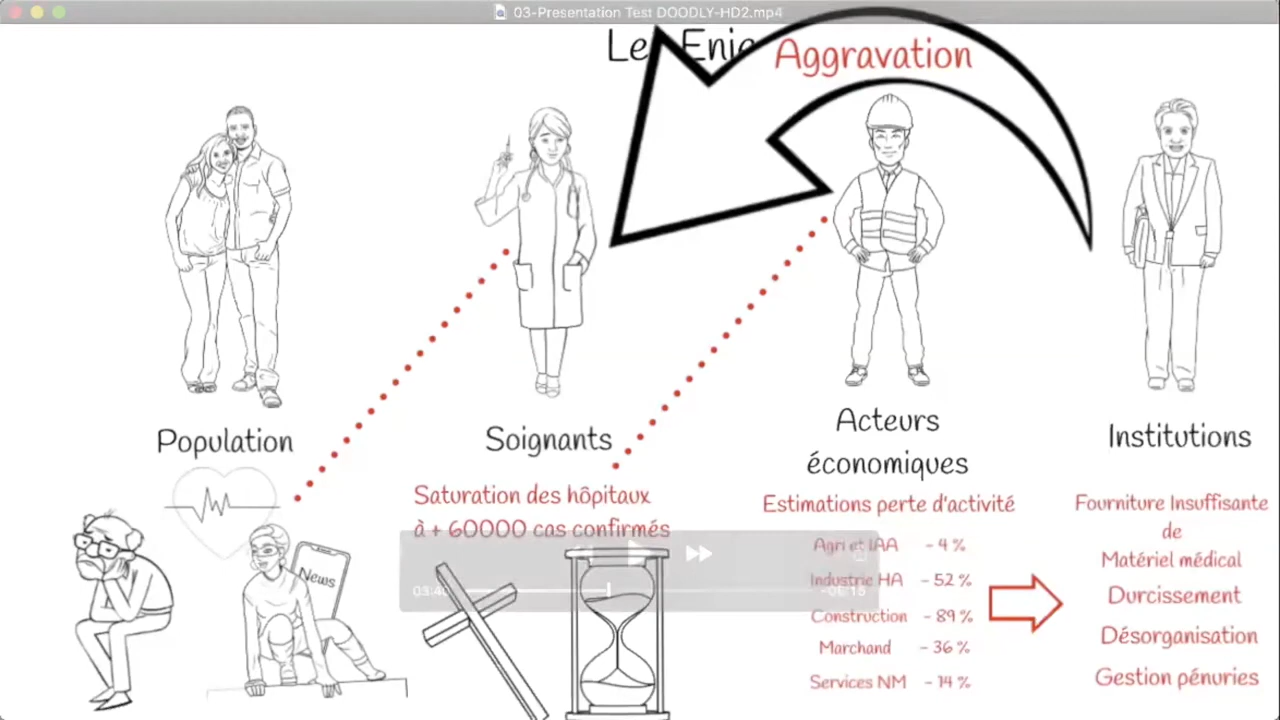 03-Presentation Test DOODLY-HD2.mp4
Aggravation
Population
Soignants
Acteurs
économiques
Institutions
Saturation des hôpitaux
à + 60000 cas confirmés
News
Estimations perte d'activité
Agri et IAA - 4 %
Industrie HA - 52 %
Construction - 89 %
Marchand - 36 %
Services NM - 14 %
Fourniture Insuffisante
de
Matériel médical
Durcissement
Désorganisation
Gestion pénuries